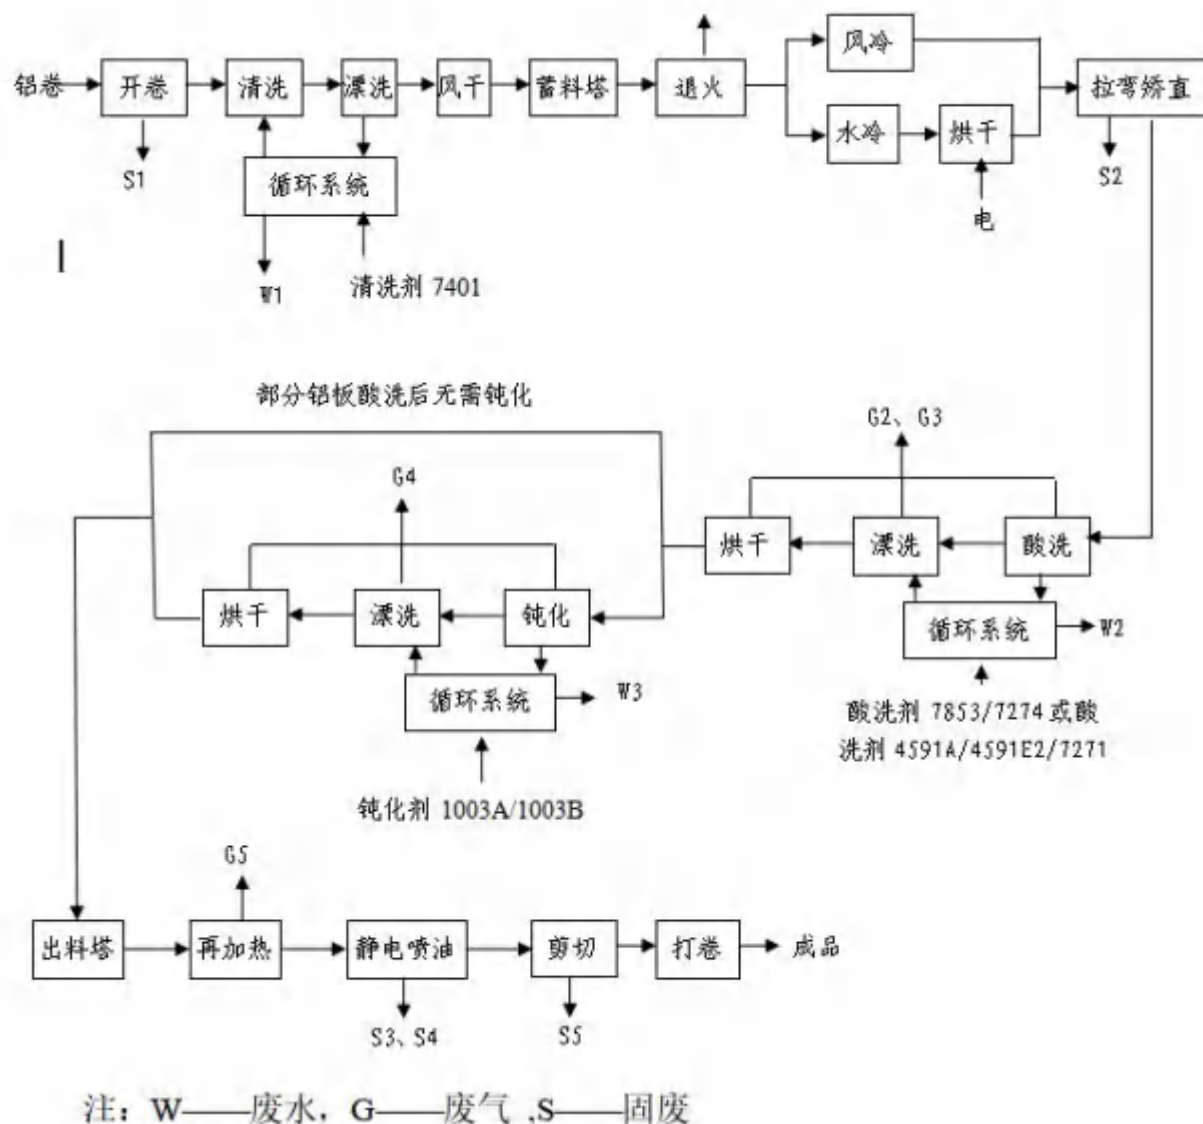 风冷
铝卷
开卷
清洗
漂洗
风干
蓄料塔
退火
拉弯矫直
水冷
烘干
S1
循环系统
S2
电
W1
清洗剂 7401
部分铝板酸洗后无需钝化
G2、G3
G4
烘干
漂洗
酸洗
烘干
漂洗
钝化
循环系统
W2
循环系统
W3
酸洗剂 7853/7274 或酸
洗剂 4591A/4591E2/7271
钝化剂 1003A/1003B
G5
出料塔
再加热
静电喷油
剪切
打卷
成品
S3、S4
S5
注：W——废水，G——废气 ,S——固废